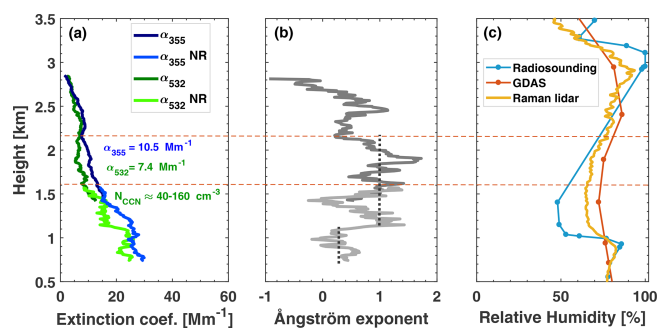 (a)
α355
α355 NR
α532
α532 NR
α355 = 10.5 Mm-1
α532 = 7.4 Mm-1
NCCN ≈ 40-160 cm-3
Height [km]
3.5
3
2.5
2
1.5
1
0.5
0
20
40
60
Extinction coef. [Mm-1]
(b)
-1
0
1
2
Ångström exponent
(c)
Radiosounding
GDAS
Raman lidar
0
50
100
Relative Humidity [%]